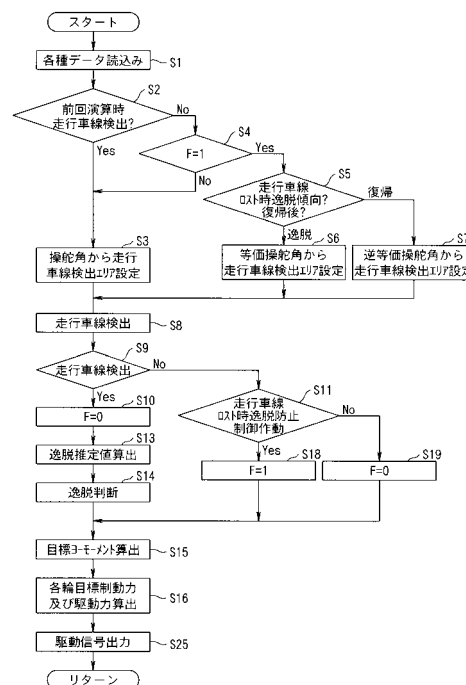 スタート
各種データ読込み
S1
前回演算時
走行車線検出?
S2
No
Yes
F=1
S4
Yes
No
走行車線
ロスト時逸脱傾向?
復帰後?
S5
復帰
逸脱
操舵角から走行
車線検出エリア設定
S3
等価操舵角から
走行車線検出エリア設定
S6
逆等価操舵角から
走行車線検出エリア設定
走行車線検出
S8
走行車線検出
S9
No
Yes
F=0
S10
走行車線
ロスト時逸脱防止
制御作動
S11
No
Yes
逸脱推定値算出
S13
F=1
S18
F=0
S19
逸脱判断
S14
目標ヨーモーメント算出
S15
各輪目標制動力
及び駆動力算出
S16
駆動信号出力
S25
リターン